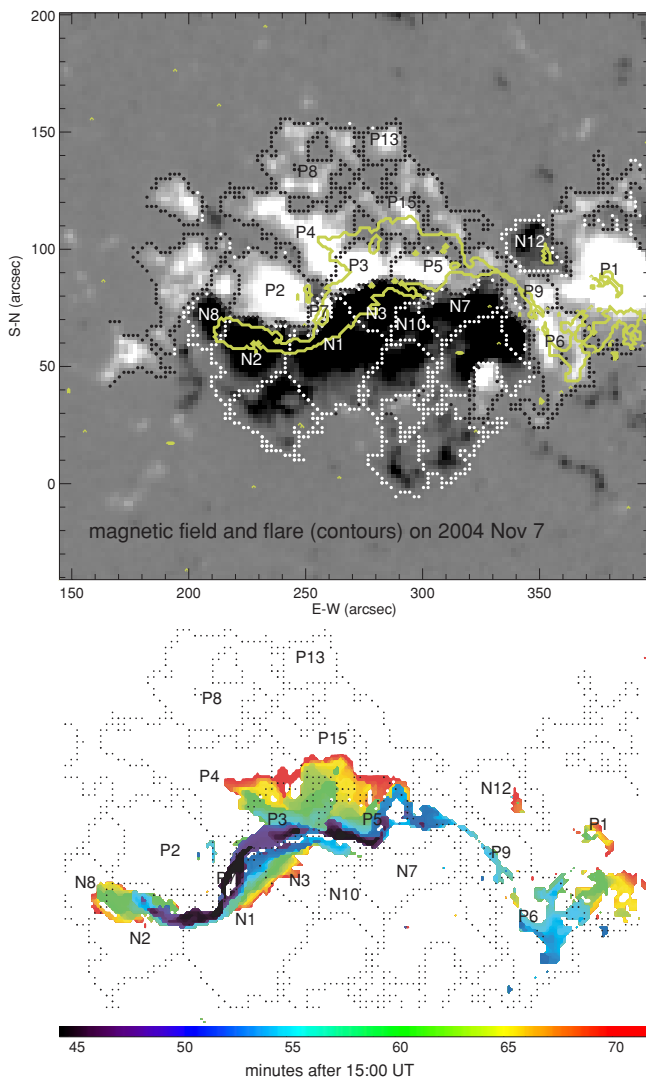 200
150
P13
P8
P15
P4
N12
100
P3
P5
P1
P2
P9
N8
P7
N3
N7
N10
P6
N1
N2
50
0
S-N (arcsec)
magnetic field and flare (contours) on 2004 Nov 7
150 200 250 300 350
E-W (arcsec)
P13
P8
P15
P4
N12
P3
P5
P1
P2
P9
N8
P
N3
N7
N10
N1
P6
N2
45 50 55 60 65 70
minutes after 15:00 UT